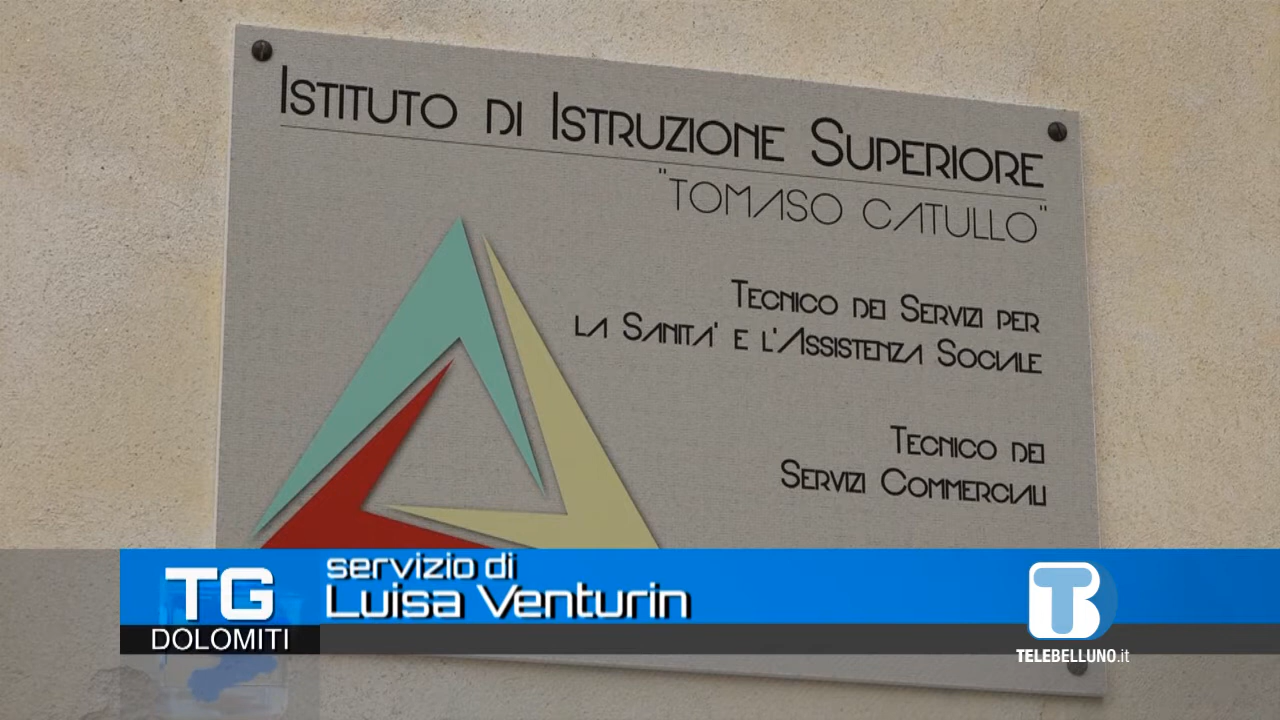 ISTITUTO DI ISTRUZIONE SUPERIORE
"TOMASO CATULLO"
TECNICO DEI SERVIZI PER
LA SANITA' E L'ASSISTENZA SOCIALE
TECNICO DEI
SERVIZI COMMERCIALI
servizio di
Luisa Venturin
TG
DOLOMITI
TB
TELEBELLUNO.it